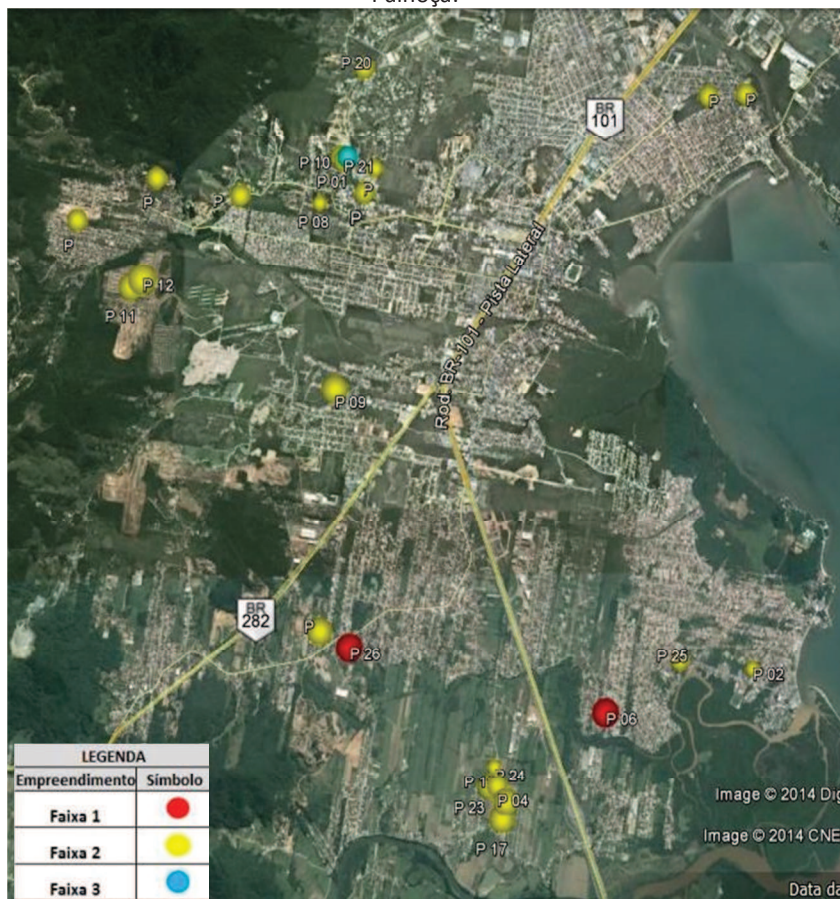 Palhoça.
P 20
BR
101
P
P
P 10
P 21
P 01
P
P
P
P 08
P
P
P 12
P 11
Rod. BR-101 - Pista Lateral
P 09
BR
282
P
P 26
P 25
P 02
P 06
P 24
P 1
P 04
P 23
P 17
LEGENDA
Empreendimento Símbolo
Faixa 1
Faixa 2
Faixa 3
Image © 2014 Dig
Image © 2014 CNE
Data da